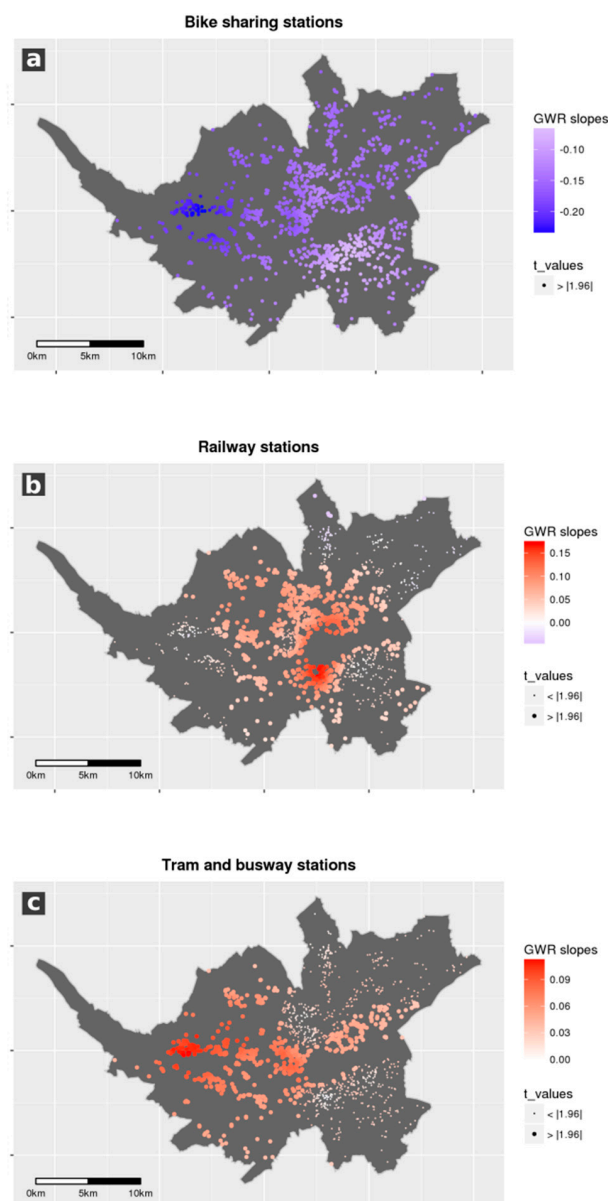 Bike sharing stations
a
GWR slopes
-0.10
-0.15
-0.20
t_values
> |1.96|
0km 5km 10km
Railway stations
b
GWR slopes
0.15
0.10
0.05
0.00
t_values
< |1.96|
> |1.96|
0km 5km 10km
Tram and busway stations
c
GWR slopes
0.09
0.06
0.03
0.00
t_values
< |1.96|
> |1.96|
0km 5km 10km